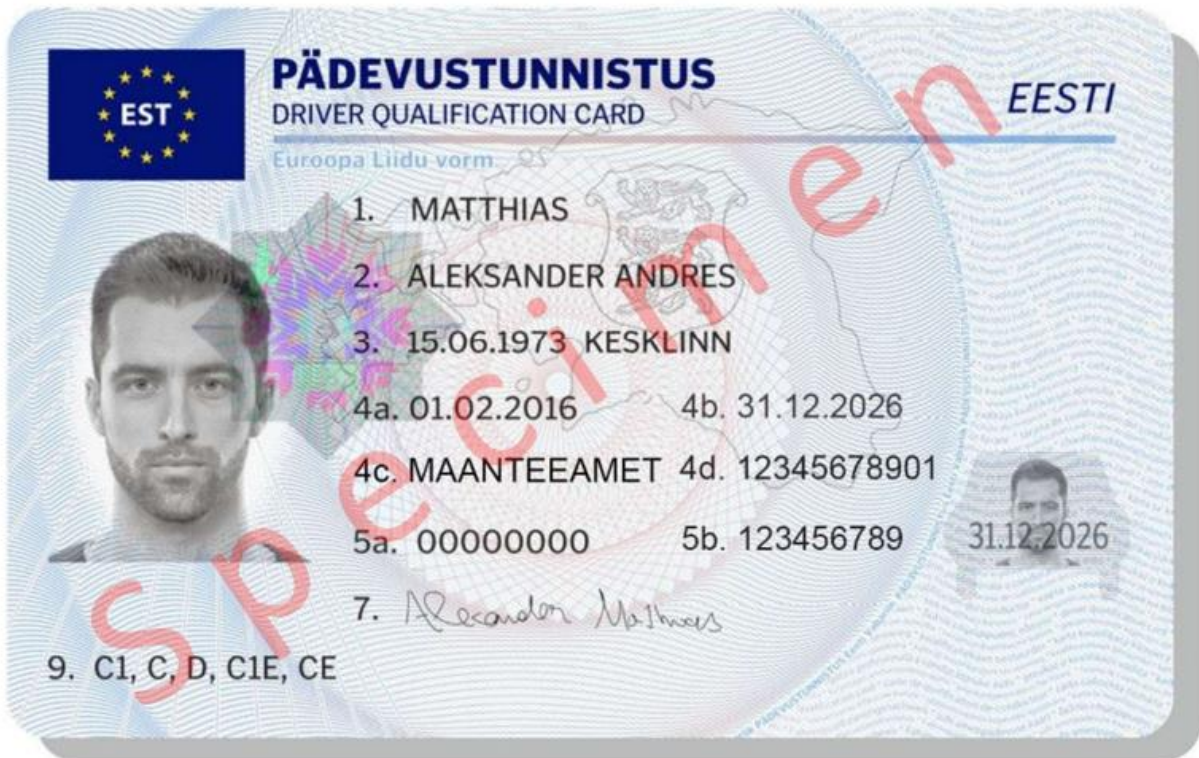 EST
PÄDEVUSTUNNISTUS
EESTI
DRIVER QUALIFICATION CARD
Euroopa Liidu vorm
1. MATTHIAS
2. ALEKSANDER ANDRES
3. 15.06.1973 KESKLINN
4a. 01.02.2016 4b. 31.12.2026
4c. MAANTEEAMET 4d. 12345678901
5a. 00000000 5b. 123456789
31.12.2026
7.
9. C1, C, D, C1E, CE
Specimen